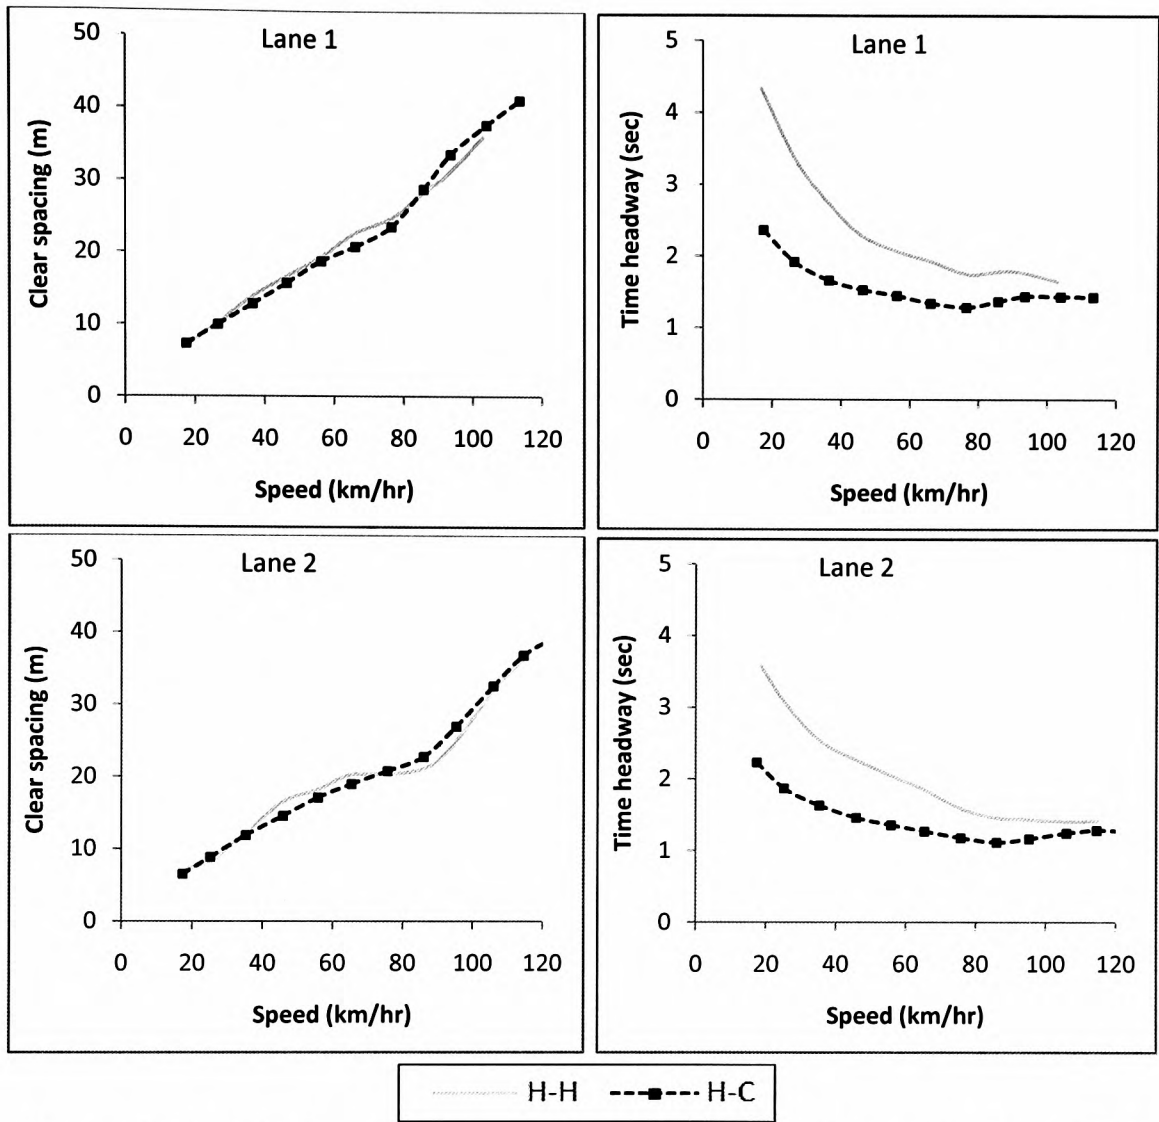 Lane 1
Clear spacing (m)
50
40
30
20
10
0
0 20 40 60 80 100 120
Speed (km/hr)
Lane 1
Time headway (sec)
5
4
3
2
1
0
0 20 40 60 80 100 120
Speed (km/hr)
Lane 2
Clear spacing (m)
50
40
30
20
10
0
0 20 40 60 80 100 120
Speed (km/hr)
Lane 2
Time headway (sec)
5
4
3
2
1
0
0 20 40 60 80 100 120
Speed (km/hr)
H-H H-C